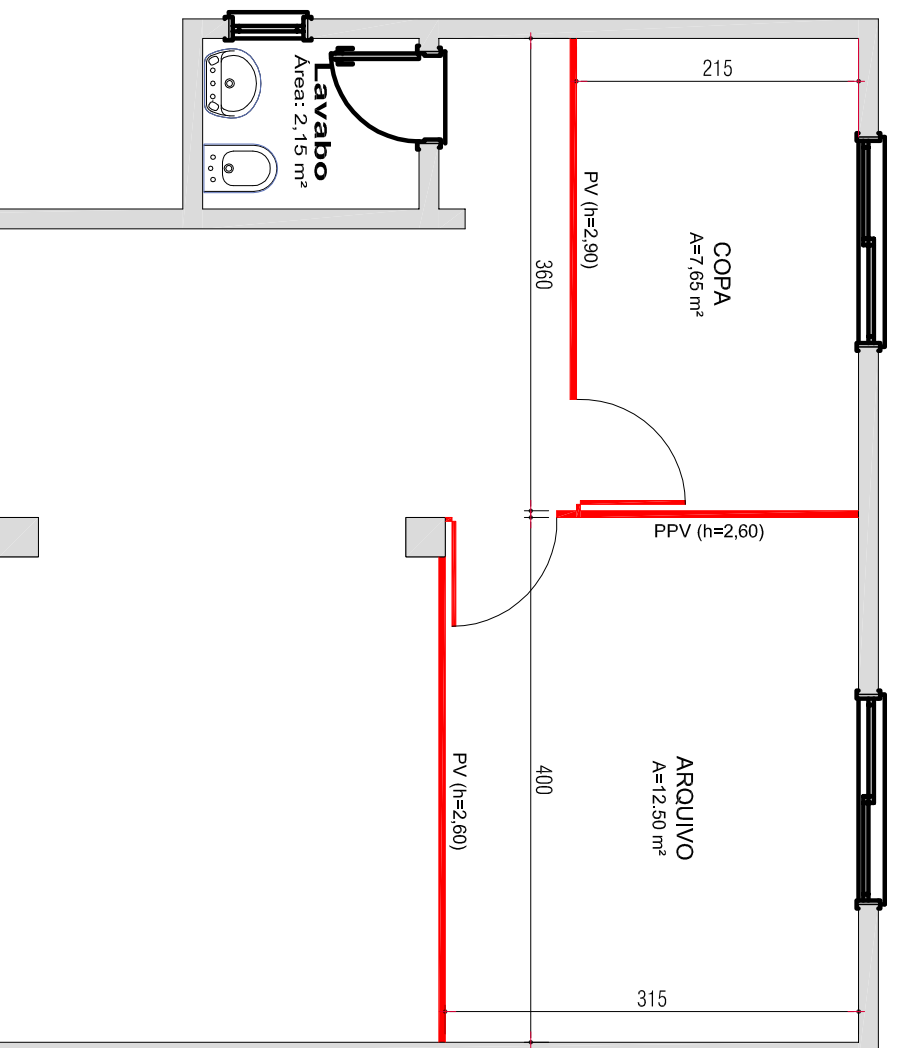 215
Lavabo
Área: 2,15 m²
PV (h=2,90)
COPA
A=7,65 m²
360
PPV (h=2,60)
PV (h=2,60)
400
ARQUIVO
A=12.50 m²
315